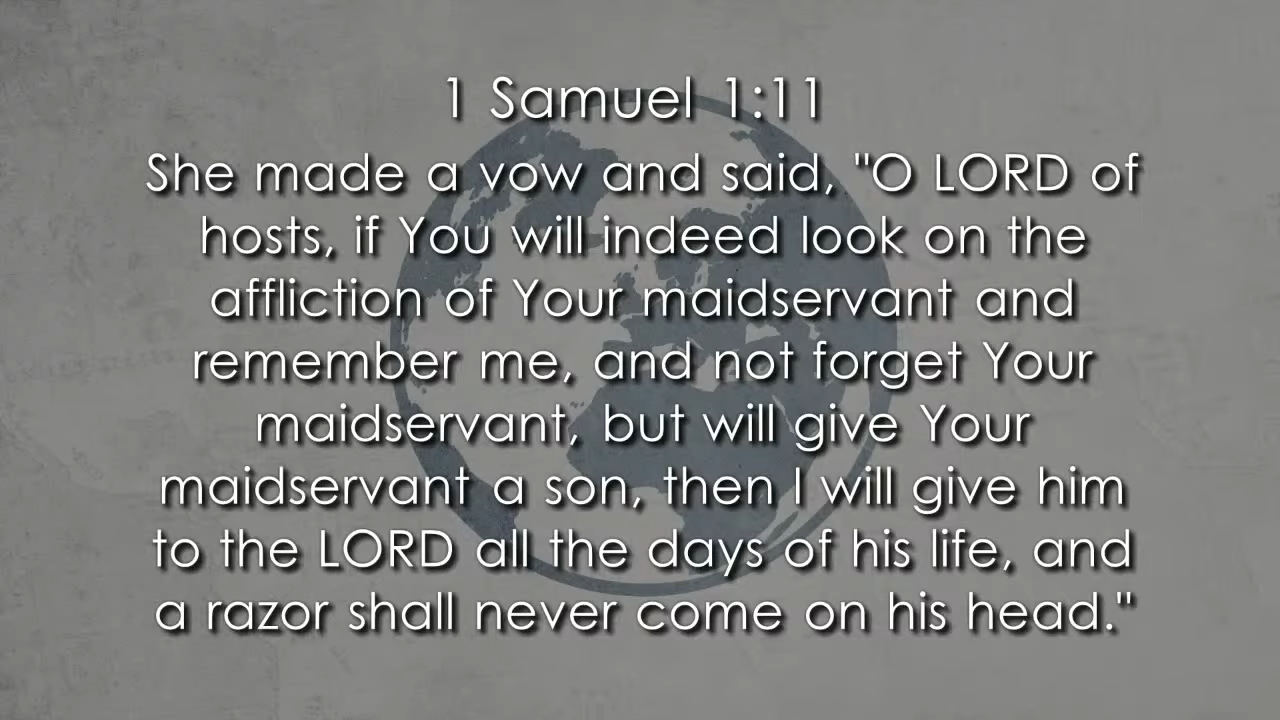 1 Samuel 1:11
She made a vow and said, "O LORD of
hosts, if You will indeed look on the
affliction of Your maidservant and
remember me, and not forget Your
maidservant, but will give Your
maidservant a son, then I will give him
to the LORD all the days of his life, and
a razor shall never come on his head."